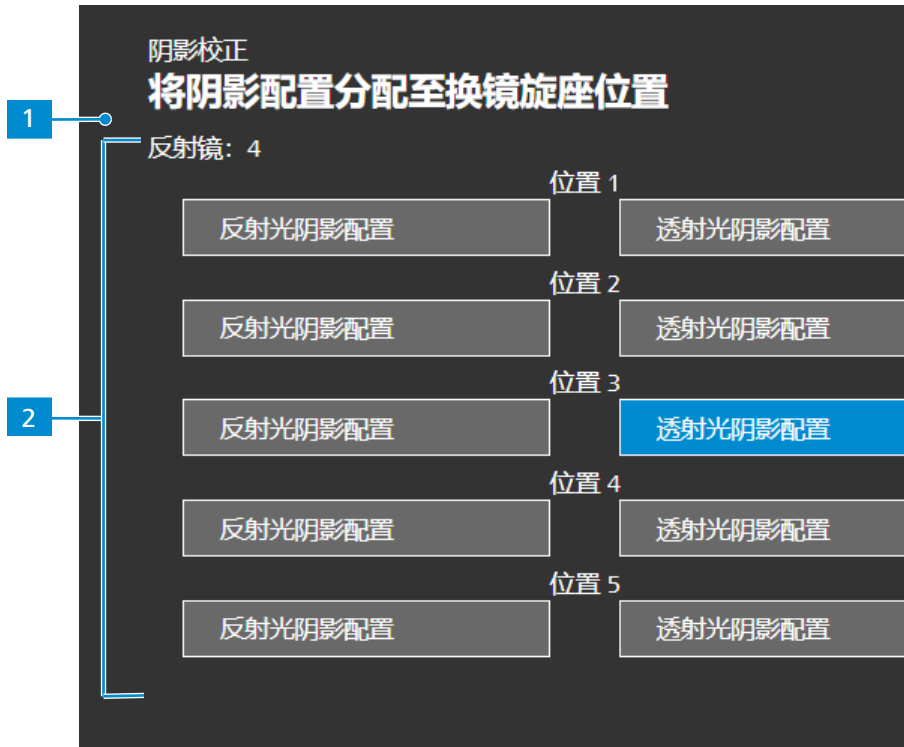 阴影校正
将阴影配置分配至换镜旋座位置
1
反射镜：4
位置 1
反射光阴影配置 透射光阴影配置
位置 2
反射光阴影配置 透射光阴影配置
位置 3
2 反射光阴影配置 透射光阴影配置
位置 4
反射光阴影配置 透射光阴影配置
位置 5
反射光阴影配置 透射光阴影配置